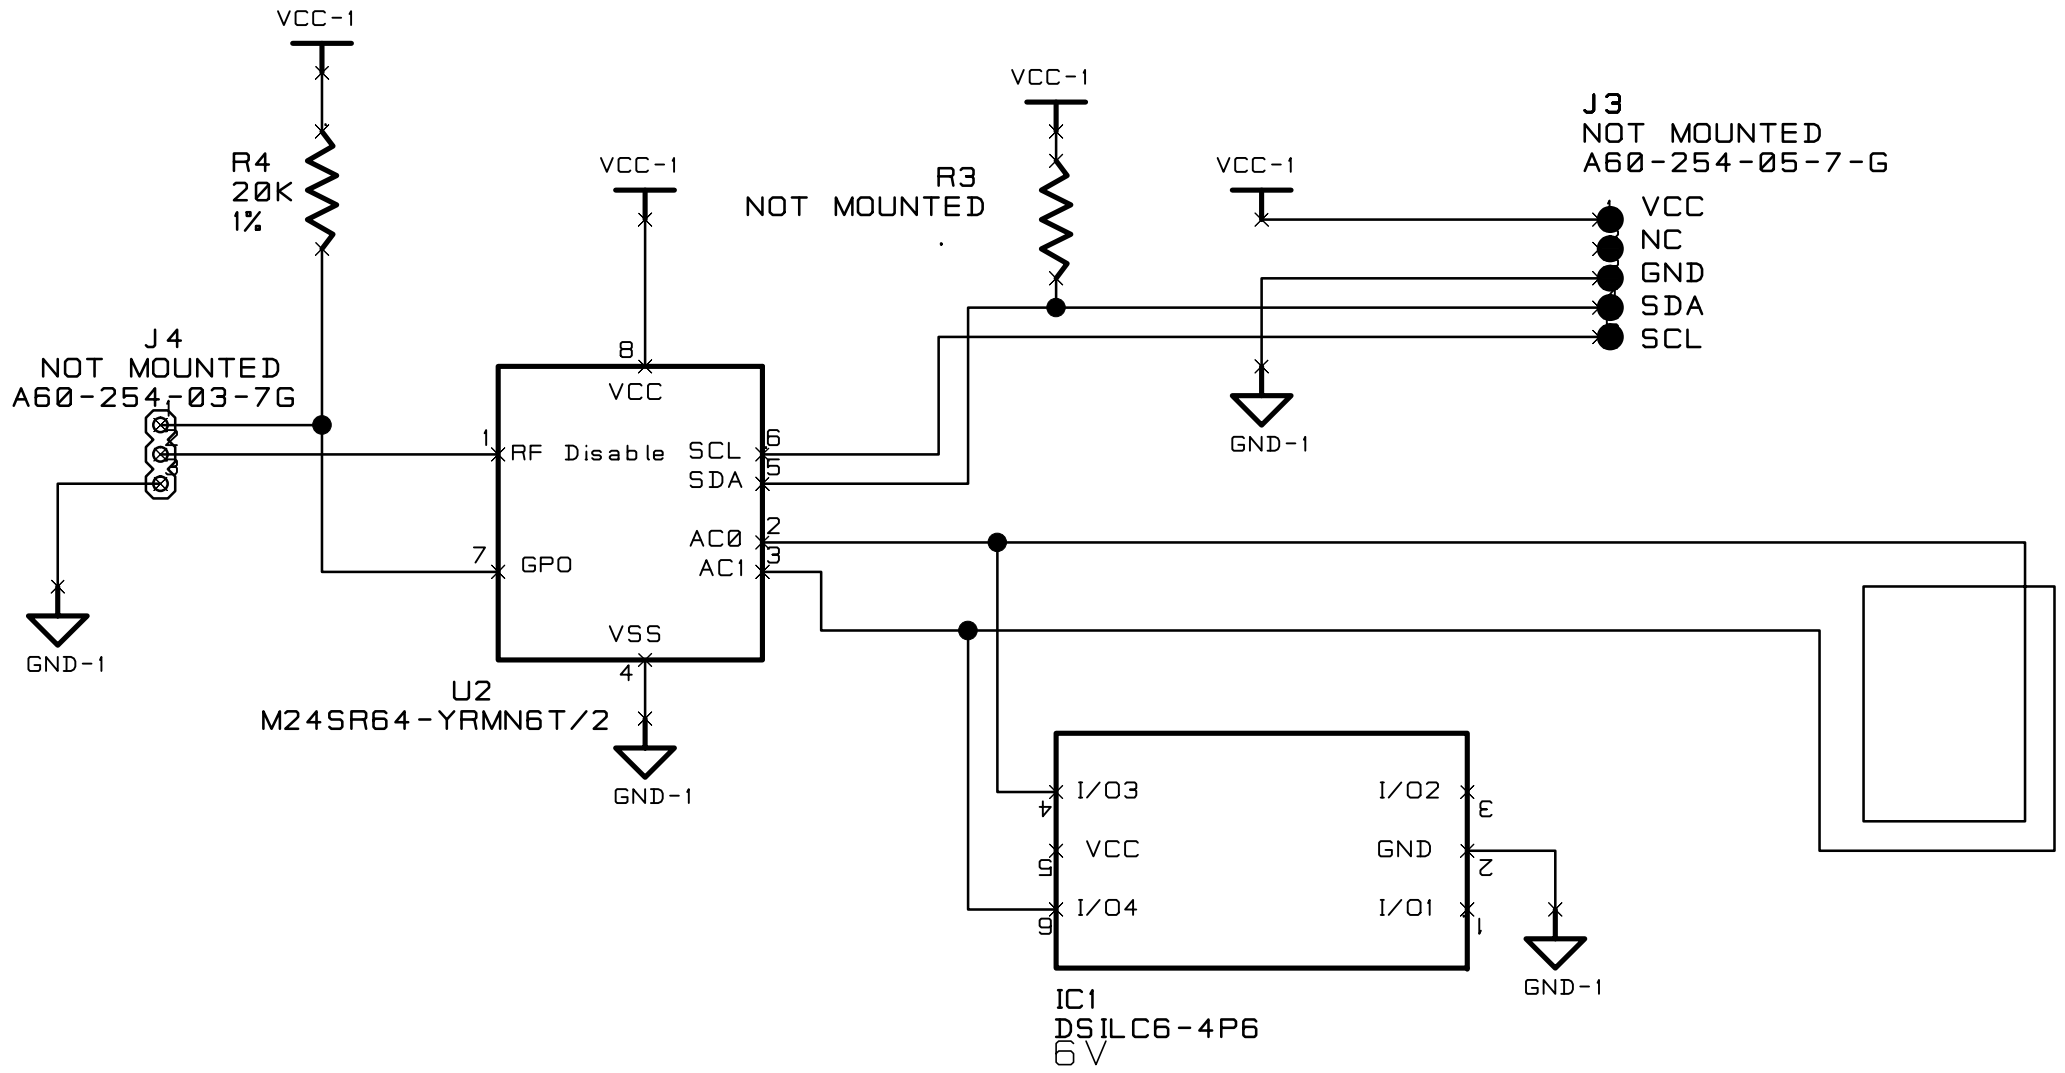 VCC-1
R4
20K
1%
VCC-1
VCC-1
R3
NOT MOUNTED
VCC-1
J3
NOT MOUNTED
A60-254-05-7-G
1
VCC
NC
GND
SDA
SCL
GND-1
J4
NOT MOUNTED
A60-254-03-7G
1
2
3
GND-1
8
VCC
1
RF Disable
SCL
6
SDA
5
AC0
2
AC1
3
7
GPO
VSS
4
U2
M24SR64-YRMN6T/2
GND-1
I/O3
4
VCC
5
I/O4
6
I/O2
3
GND
2
I/O1
1
GND-1
IC1
DSILC6-4P6
6V